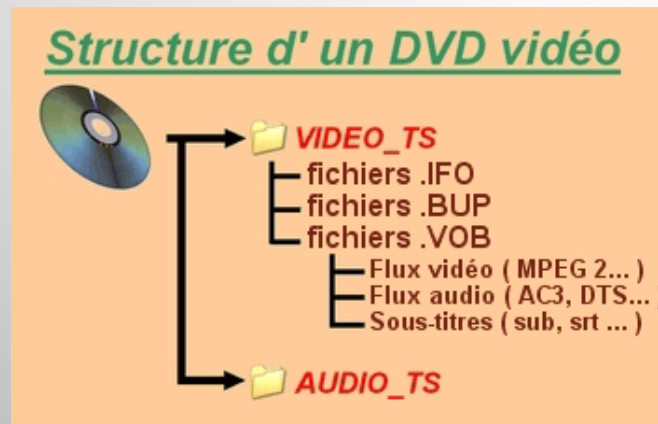 Structure d' un DVD vidéo
VIDEO_TS
fichiers .IFO
fichiers .BUP
fichiers .VOB
Flux vidéo ( MPEG 2... )
Flux audio ( AC3, DTS... )
Sous-titres ( sub, srt ... )
AUDIO_TS